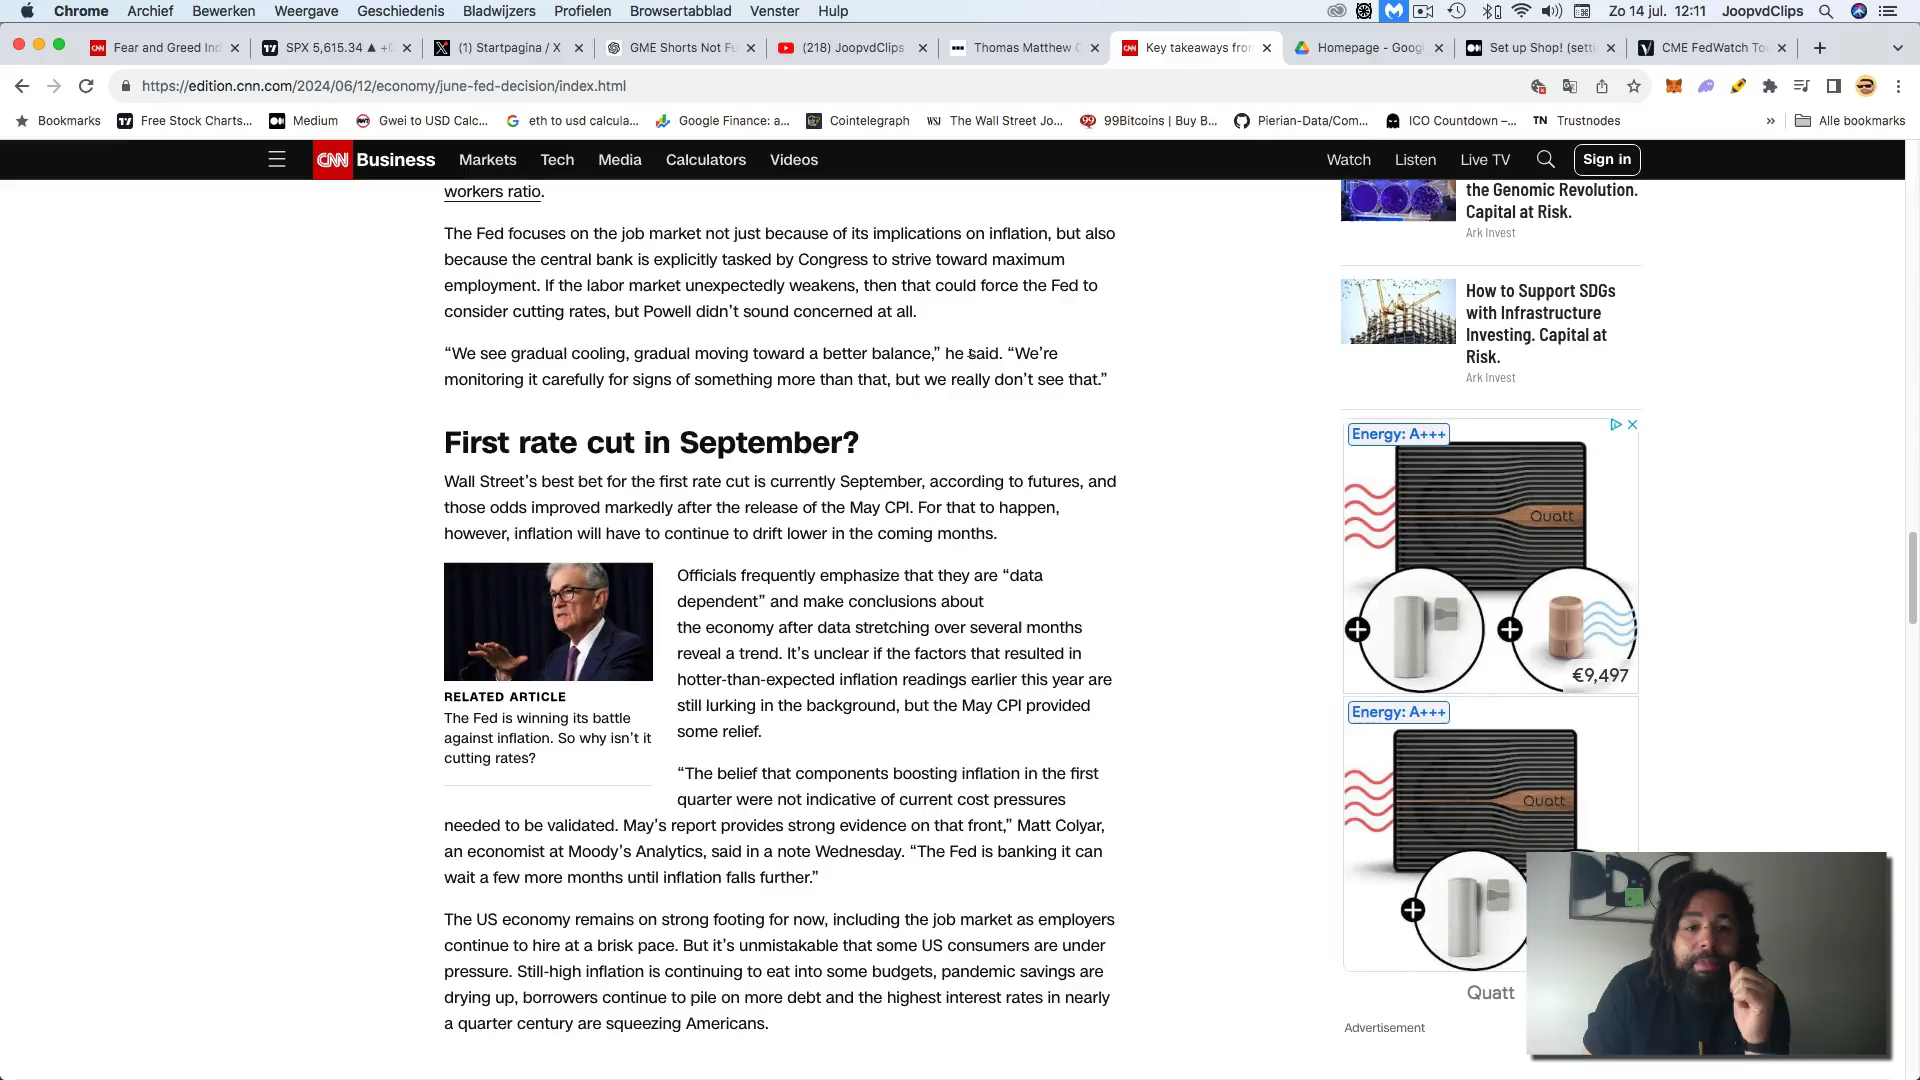 Chrome Archief Bewerken Weergave Geschiedenis Bladwijzers Profielen Browsertabblad Venster Hulp Zo 14 jul. 12:11 JoopvdClips
Fear and Greed Ind
SPX 5,615.34 ▲ +
(1) Startpagina / X
GME Shorts Not Fu
(218) JoopvdClips
Thomas Matthew C
Key takeaways from
Homepage - Goog
Set up Shop! (setti
CME FedWatch To
https://edition.cnn.com/2024/06/12/economy/june-fed-decision/index.html
Bookmarks
Free Stock Charts...
Medium
Gwei to USD Calc...
eth to usd calcula...
Google Finance: a...
Cointelegraph
WSJ The Wall Street Jo...
99Bitcoins | Buy B...
Pierian-Data/Com...
ICO Countdown –...
TN Trustnodes
» Alle bookmarks
CNN Business Markets Tech Media Calculators Videos Watch Listen Live TV Sign in
workers ratio.
The Fed focuses on the job market not just because of its implications on inflation, but also
because the central bank is explicitly tasked by Congress to strive toward maximum
employment. If the labor market unexpectedly weakens, then that could force the Fed to
consider cutting rates, but Powell didn’t sound concerned at all.
“We see gradual cooling, gradual moving toward a better balance,” he said. “We’re
monitoring it carefully for signs of something more than that, but we really don’t see that.”
First rate cut in September?
Wall Street’s best bet for the first rate cut is currently September, according to futures, and
those odds improved markedly after the release of the May CPI. For that to happen,
however, inflation will have to continue to drift lower in the coming months.
RELATED ARTICLE
The Fed is winning its battle
against inflation. So why isn’t it
cutting rates?
Officials frequently emphasize that they are “data
dependent” and make conclusions about
the economy after data stretching over several months
reveal a trend. It’s unclear if the factors that resulted in
hotter-than-expected inflation readings earlier this year are
still lurking in the background, but the May CPI provided
some relief.
“The belief that components boosting inflation in the first
quarter were not indicative of current cost pressures
needed to be validated. May’s report provides strong evidence on that front,” Matt Colyar,
an economist at Moody’s Analytics, said in a note Wednesday. “The Fed is banking it can
wait a few more months until inflation falls further.”
The US economy remains on strong footing for now, including the job market as employers
continue to hire at a brisk pace. But it’s unmistakable that some US consumers are under
pressure. Still-high inflation is continuing to eat into some budgets, pandemic savings are
drying up, borrowers continue to pile on more debt and the highest interest rates in nearly
a quarter century are squeezing Americans.
the Genomic Revolution.
Capital at Risk.
Ark Invest
How to Support SDGs
with Infrastructure
Investing. Capital at
Risk.
Ark Invest
Energy: A+++
Quatt
€9,497
Energy: A+++
Quatt
Quatt
Advertisement